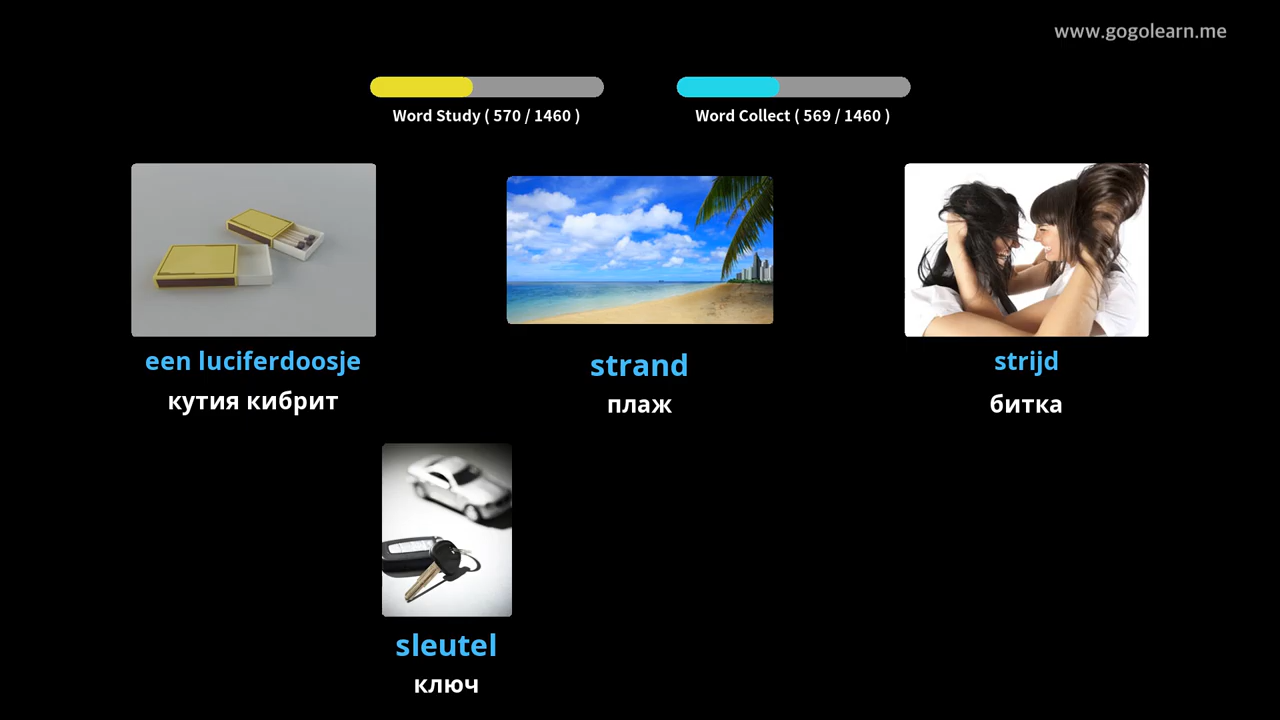 www.gogolearn.me
Word Study ( 570 / 1460 )
Word Collect ( 569 / 1460 )
een luciferdoosje
кутия кибрит
strand
плаж
strijd
битка
sleutel
ключ